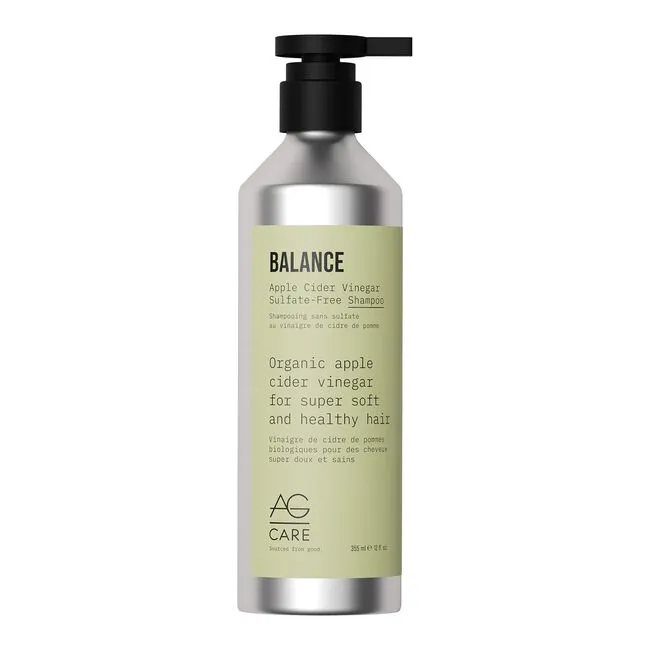 BALANCE
Apple Cider Vinegar
Sulfate-Free Shampoo
Shampooing sans sulfate
au vinaigre de cidre de pomme
Organic apple
cider vinegar
for super soft
and healthy hair
Vinaigre de cidre de pommes
biologiques pour des cheveux
super doux et sains
AG
CARE
Sourced from good.
355 ml ℮ 12 fl. oz.